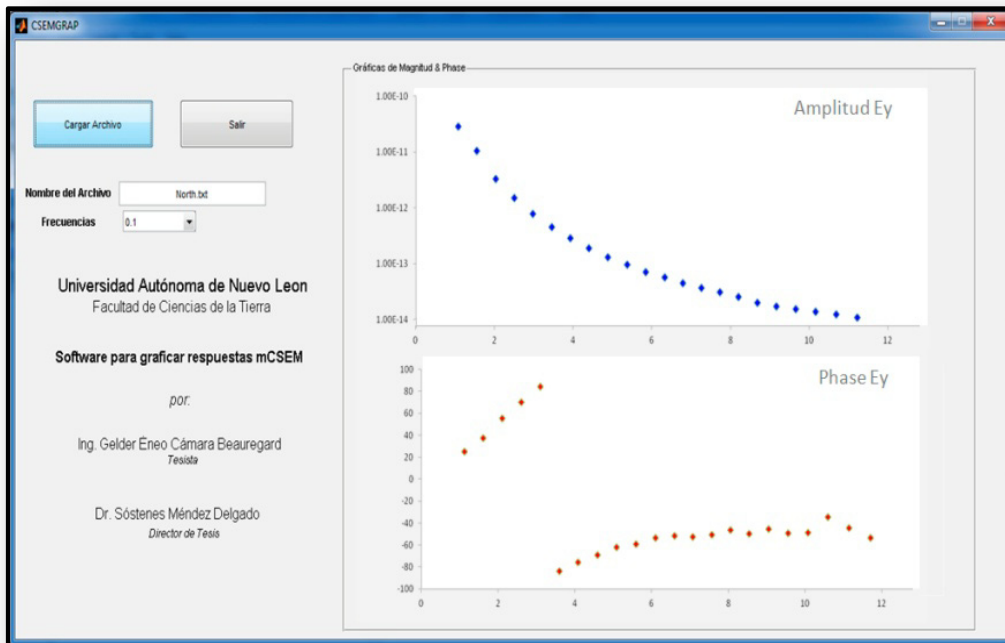 CSEMGRAP
Cargar Archivo
Salir
Nombre del Archivo
North.txt
Frecuencias
0.1
Universidad Autónoma de Nuevo Leon
Facultad de Ciencias de la Tierra
Software para graficar respuestas mCSEM
por:
Ing. Gelder Éneo Cámara Beauregard
Tesista
Dr. Sóstenes Méndez Delgado
Director de Tesis
Gráficas de Magnitud & Phase
Amplitud Ey
1.00E-10
1.00E-11
1.00E-12
1.00E-13
1.00E-14
0 2 4 6 8 10 12
Phase Ey
100
80
60
40
20
0
-20
-40
-60
-80
-100
0 2 4 6 8 10 12